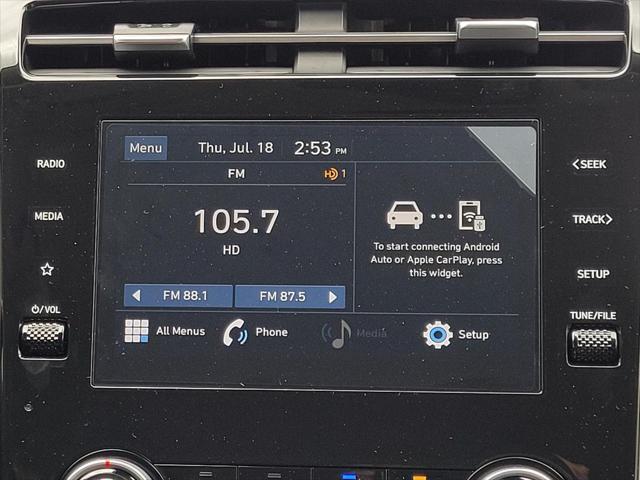 Menu Thu, Jul. 18 2:53 PM
RADIO
MEDIA
VOL
FM HD 1
105.7
HD
FM 88.1 FM 87.5
To start connecting Android
Auto or Apple CarPlay, press
this widget.
All Menus Phone Media Setup
<SEEK
TRACK>
SETUP
TUNE/FILE